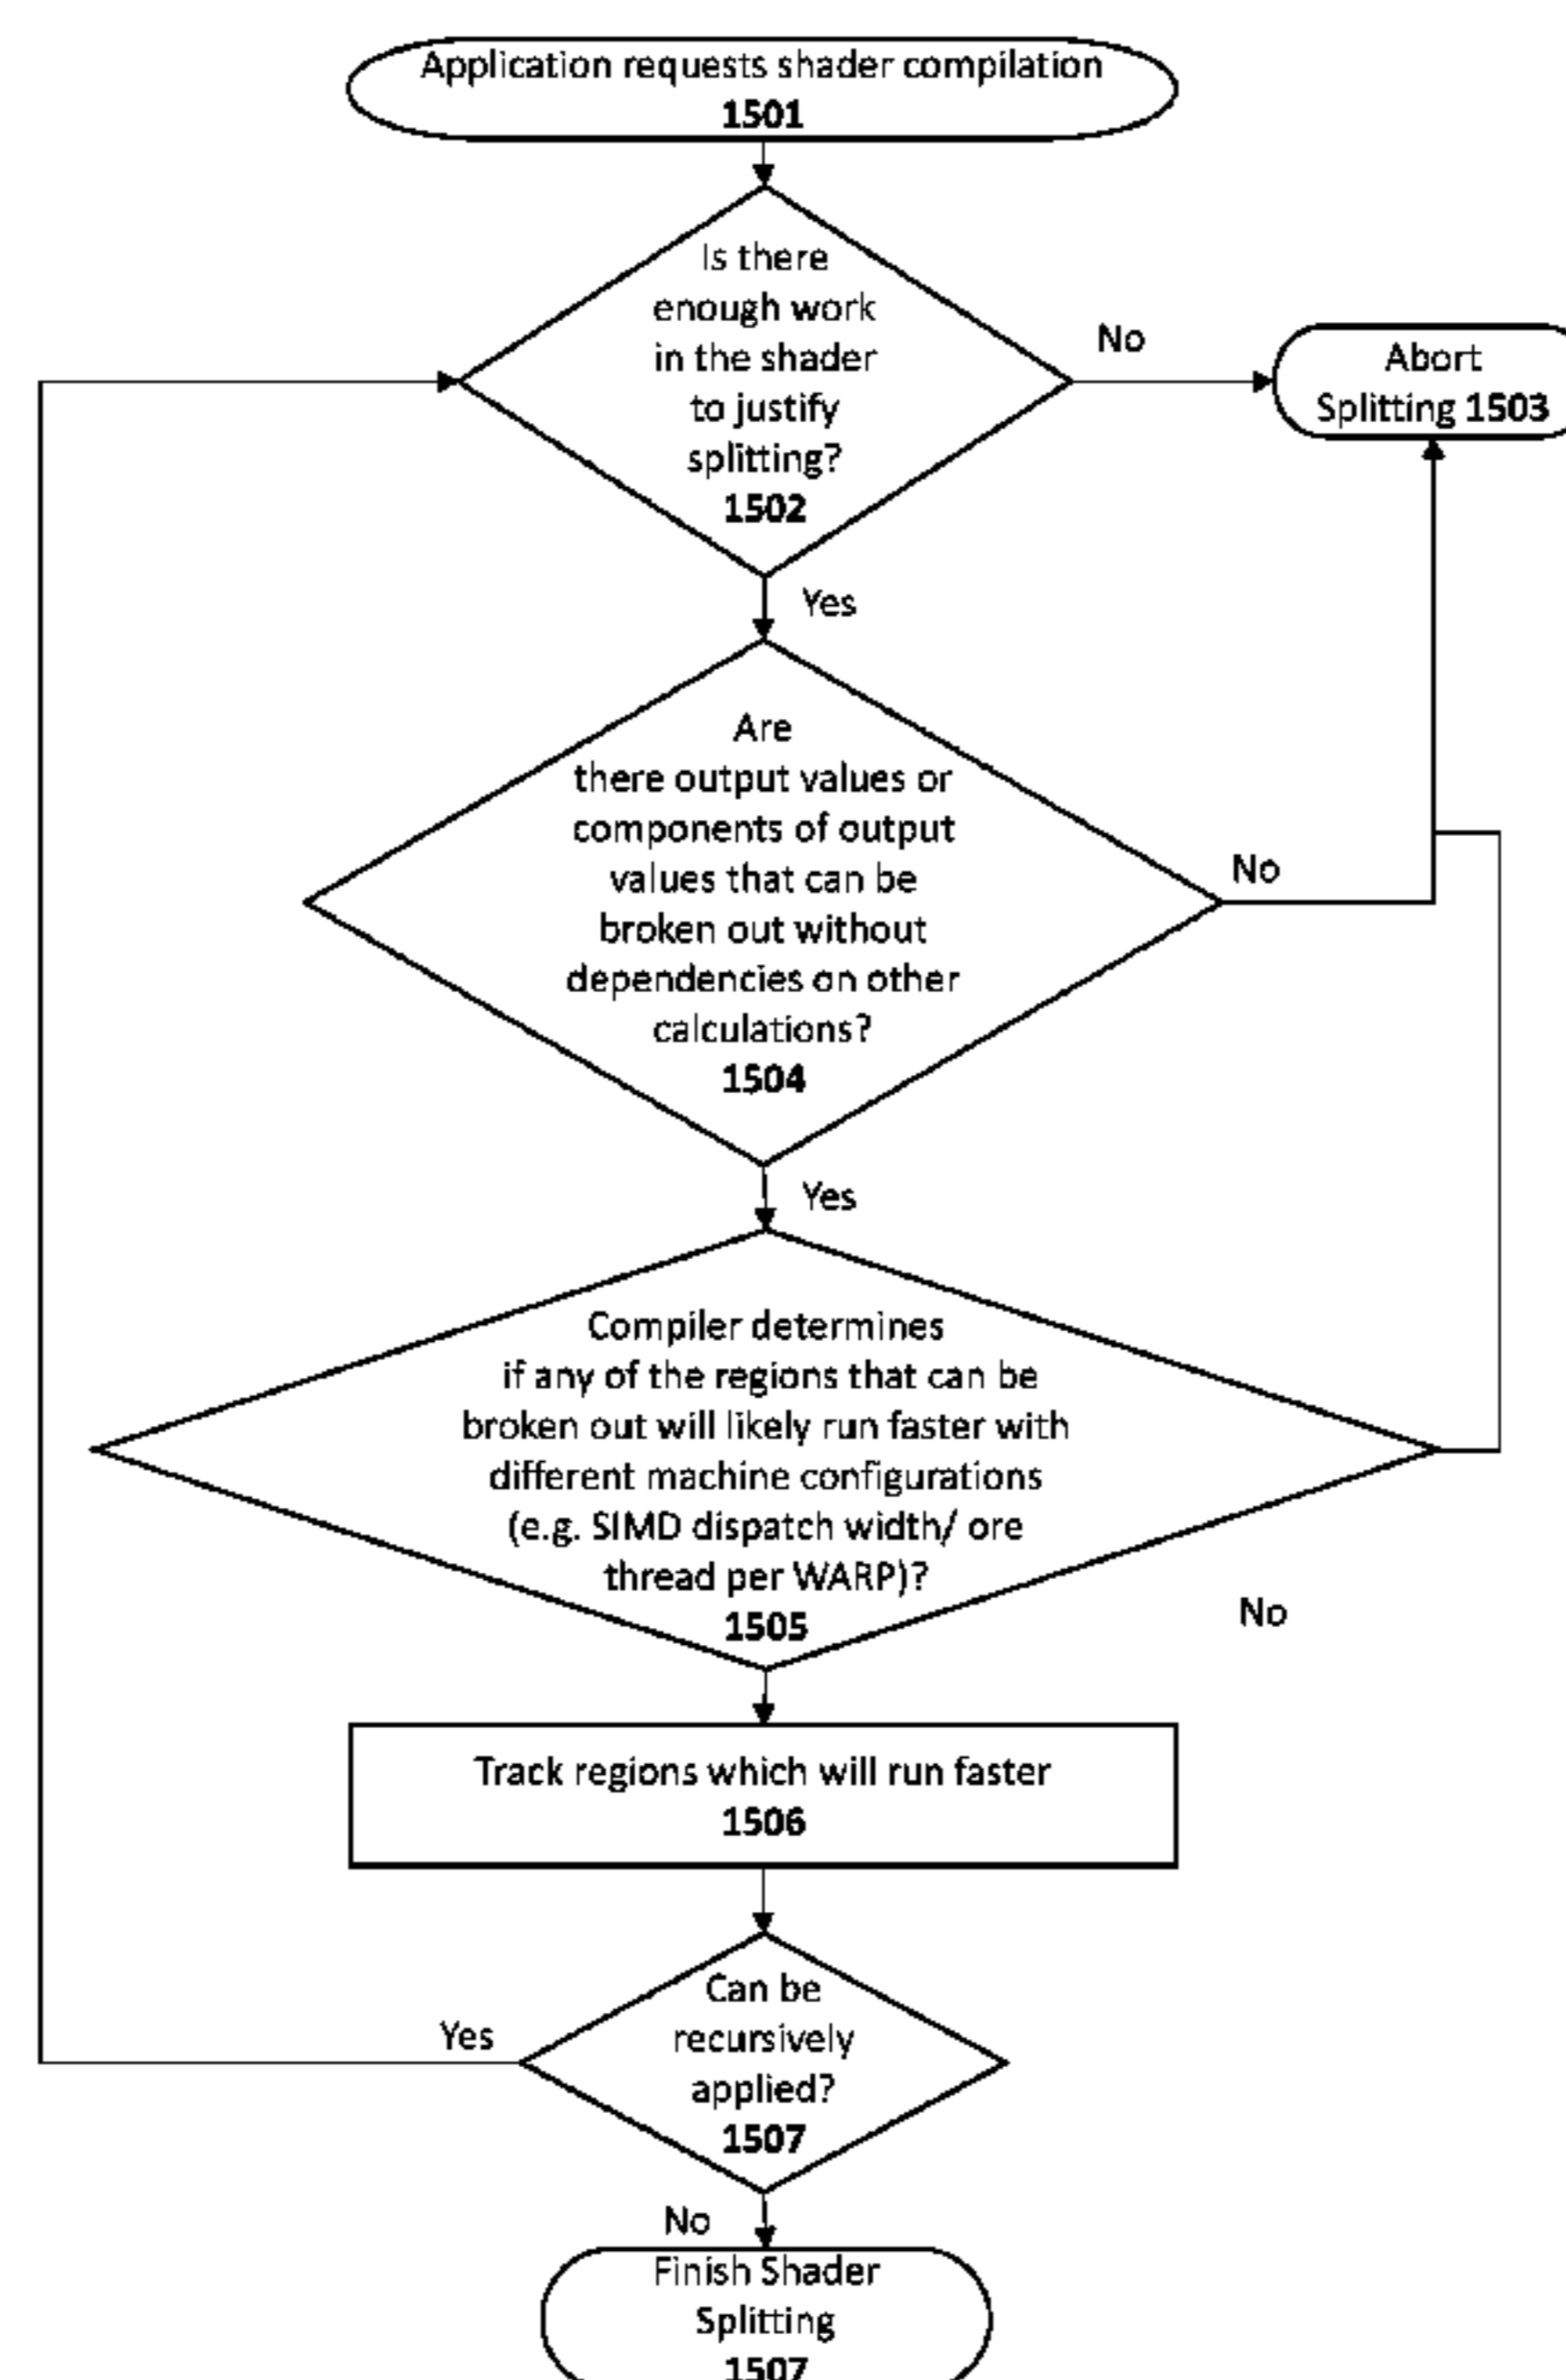 Application requests shader compilation
1501
Is there
enough work
in the shader
to justify
splitting?
1502
No
Abort
Splitting 1503
Yes
Are
there output values or
components of output
values that can be
broken out without
dependencies on other
calculations?
1504
No
Yes
Compiler determines
if any of the regions that can be
broken out will likely run faster with
different machine configurations
(e.g. SIMD dispatch width/ ore
thread per WARP)?
1505
No
Track regions which will run faster
1506
Can be
recursively
applied?
1507
Yes
No
Finish Shader
Splitting
1507